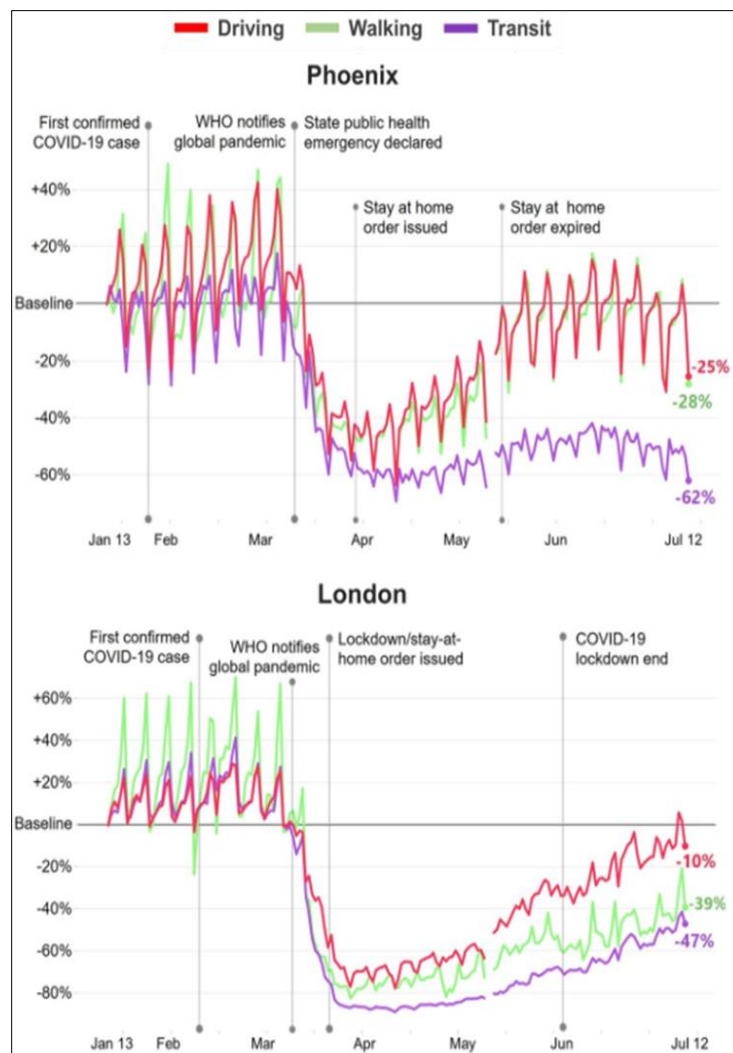 Driving Walking Transit
Phoenix
First confirmed
COVID-19 case
WHO notifies
global pandemic
State public health
emergency declared
Stay at home
order issued
Stay at home
order expired
+40%
+20%
Baseline
-20%
-40%
-60%
-25%
-28%
-62%
Jan 13 Feb Mar Apr May Jun Jul 12
London
First confirmed
COVID-19 case
WHO notifies
global pandemic
Lockdown/stay-at-
home order issued
COVID-19
lockdown end
+60%
+40%
+20%
Baseline
-20%
-40%
-60%
-80%
-10%
-39%
-47%
Jan 13 Feb Mar Apr May Jun Jul 12